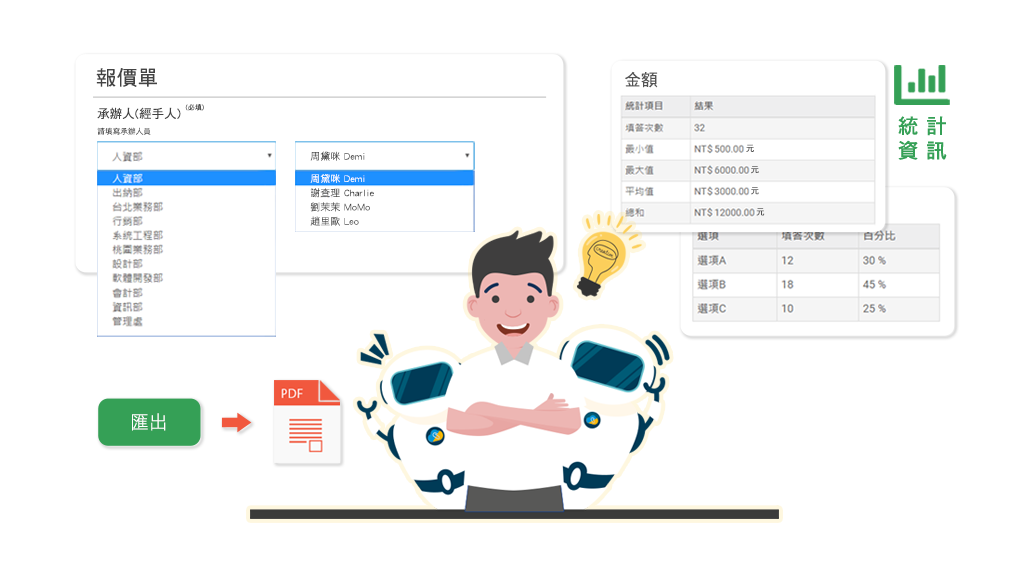 報價單
承辦人(經手人) (必填)
請填寫承辦人員
人資部
人資部
出納部
台北業務部
行銷部
系統工程部
桃園業務部
設計部
軟體開發部
會計部
資訊部
管理處
周黛咪 Demi
周黛咪 Demi
謝查理 Charlie
劉茉茉 MoMo
趙里歐 Leo
金額
統計項目 結果
填答次數 32
最小值 NT$ 500.00 元
最大值 NT$ 6000.00 元
平均值 NT$ 3000.00 元
總和 NT$ 12000.00 元
統計
資訊
選項 填答次數 百分比
選項A 12 30 %
選項B 18 45 %
選項C 10 25 %
匯出
PDF